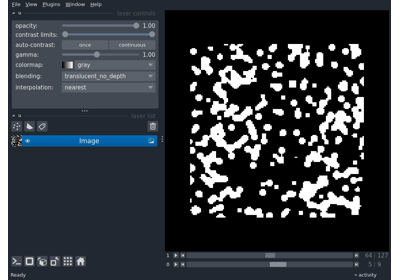 File View Plugins Window Help
layer controls
opacity: 1.00
contrast limits:
auto-contrast: once continuous
gamma: 1.00
colormap: gray
blending: translucent_no_depth
interpolation: nearest
layer list
Image
1 64 127
0 5 9
Ready activity